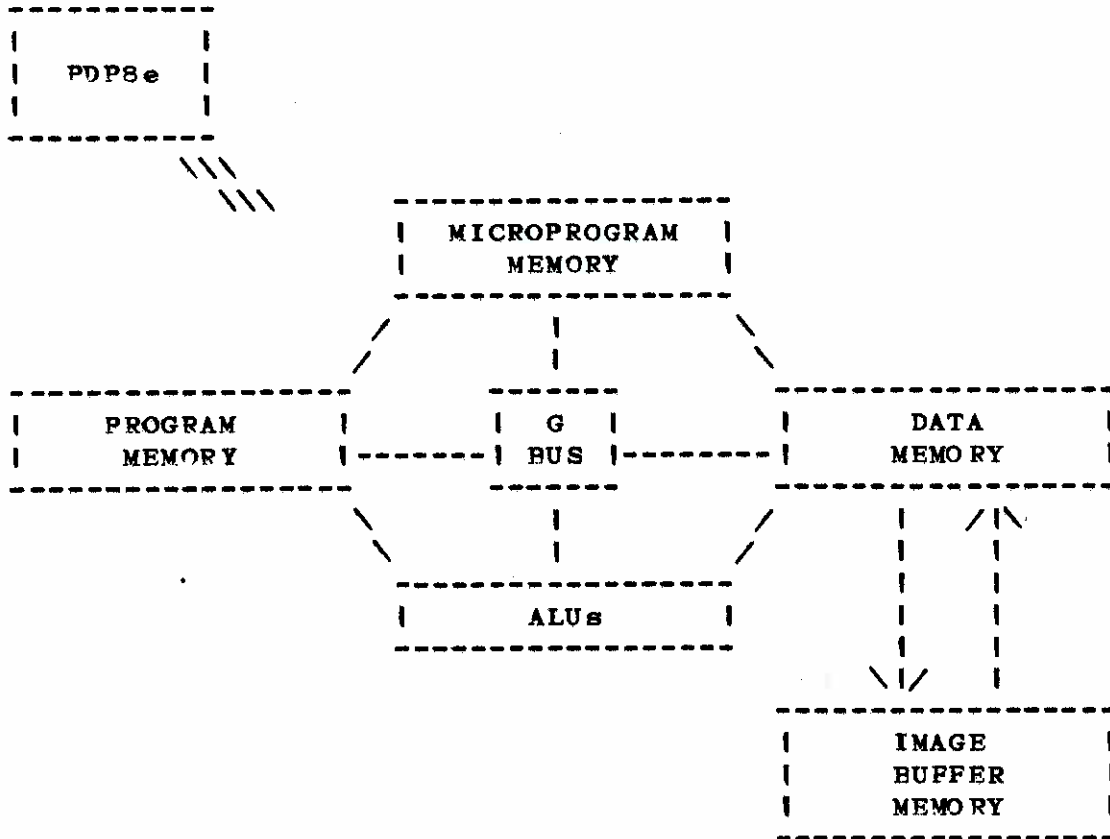 PDP8e
MICROPROGRAM
MEMORY
PROGRAM
MEMORY
G
BUS
DATA
MEMORY
ALUs
IMAGE
BUFFER
MEMORY